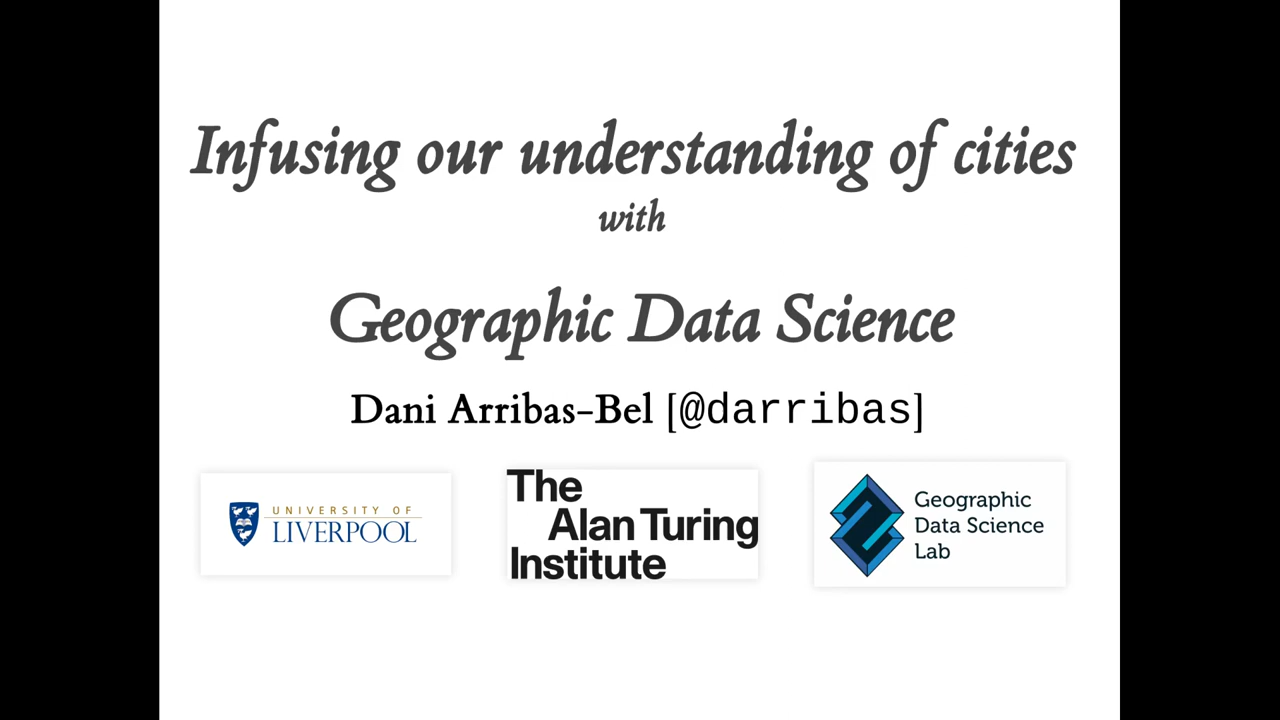 Infusing our understanding of cities
with
Geographic Data Science
Dani Arribas-Bel [@darribas]
UNIVERSITY OF
LIVERPOOL
The
Alan Turing
Institute
Geographic
Data Science
Lab